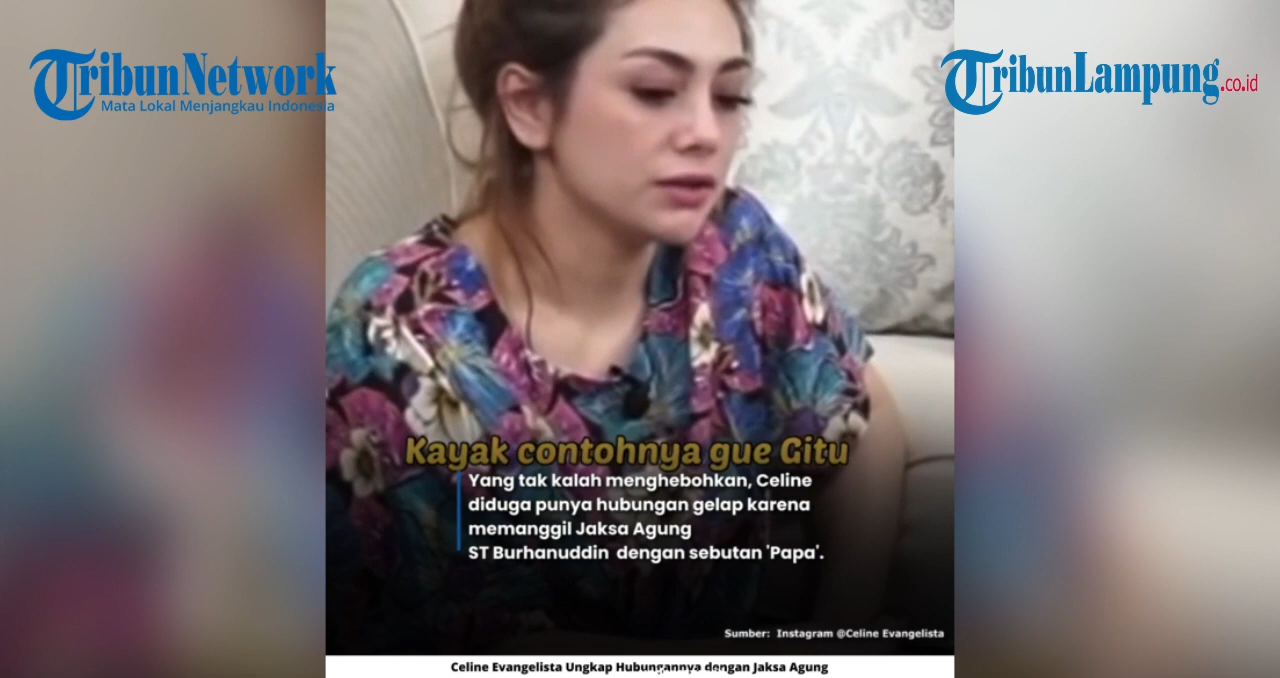 TribunNetwork
Mata Lokal Menjangkau Indonesia
TribunLampung.co.id
Kayak contohnya gue Gitu
Yang tak kalah menghebohkan, Celine
diduga punya hubungan gelap karena
memanggil Jaksa Agung
ST Burhanuddin dengan sebutan 'Papa'.
Sumber: Instagram @Celine Evangelista
Celine Evangelista Ungkap Hubungannya dengan Jaksa Agung